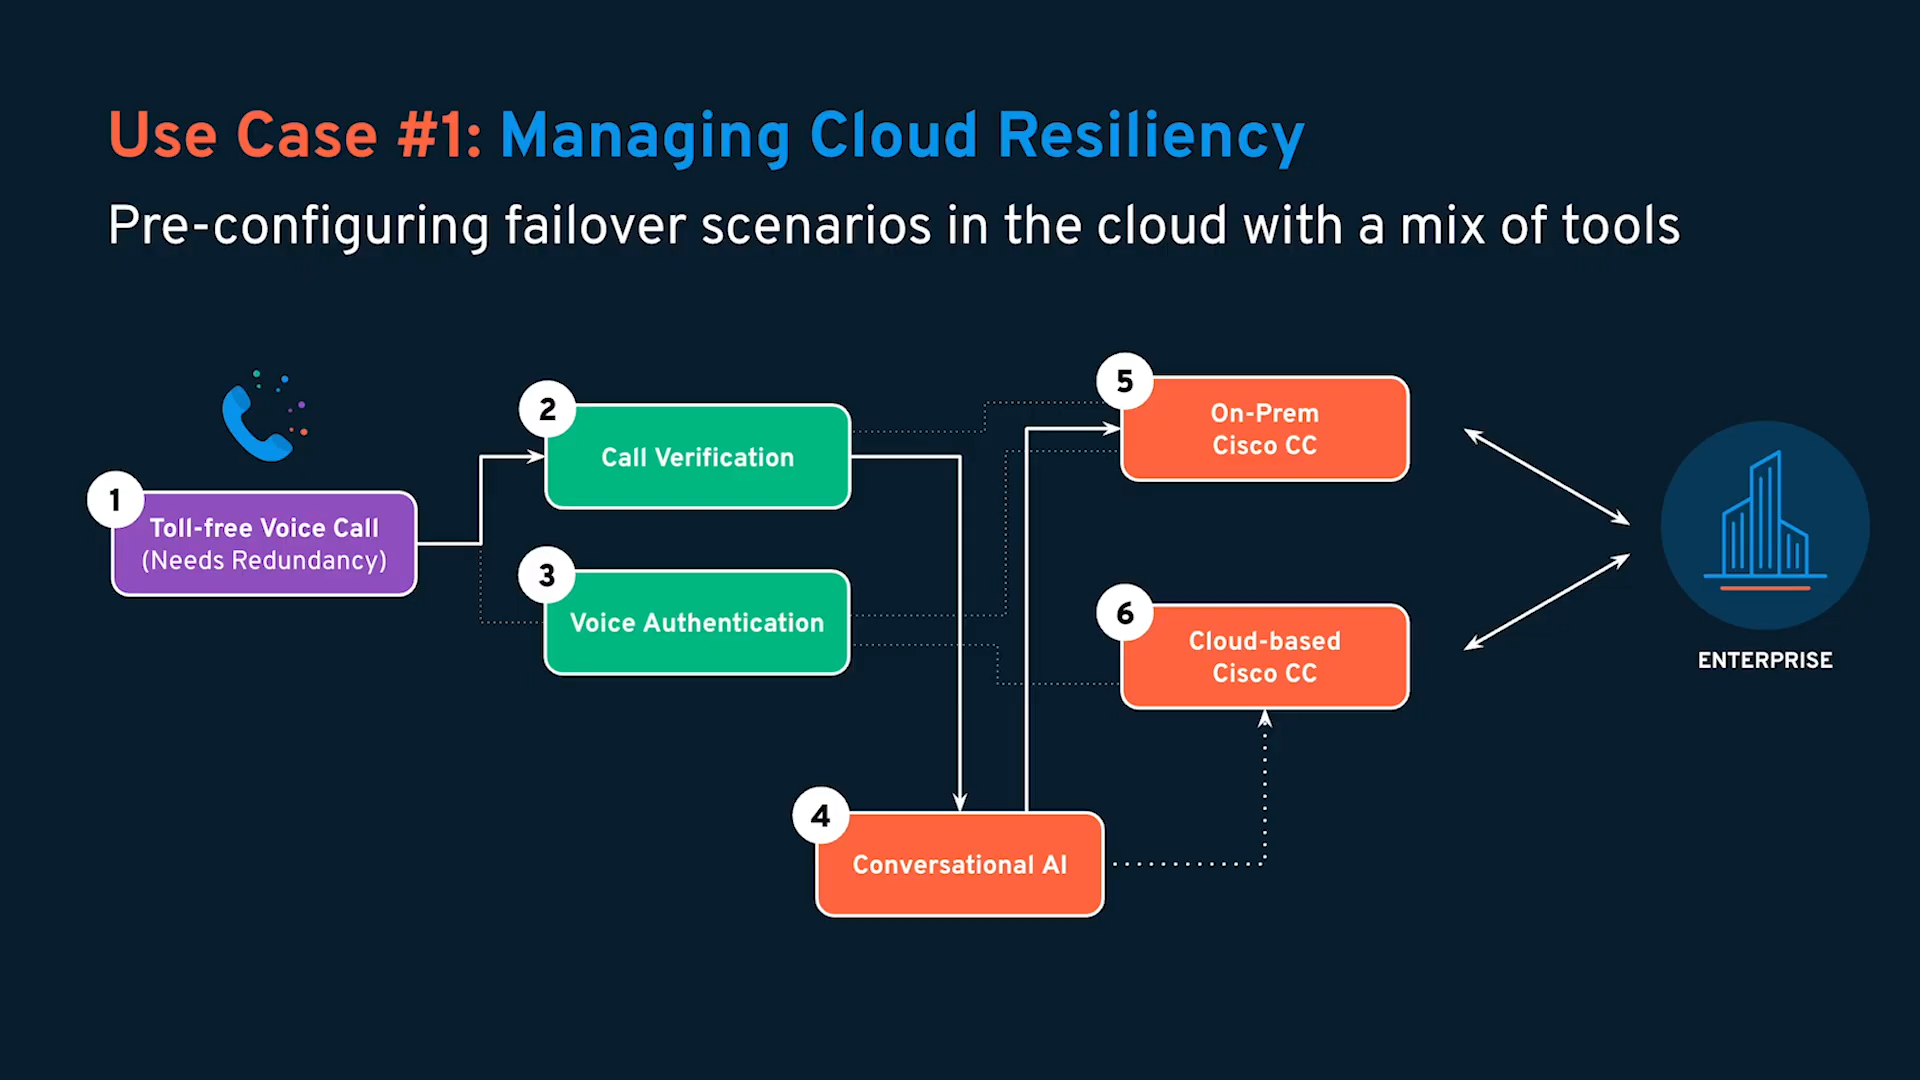 Use Case #1: Managing Cloud Resiliency
Pre-configuring failover scenarios in the cloud with a mix of tools
1
Toll-free Voice Call
(Needs Redundancy)
2
Call Verification
3
Voice Authentication
4
Conversational AI
5
On-Prem
Cisco CC
6
Cloud-based
Cisco CC
ENTERPRISE